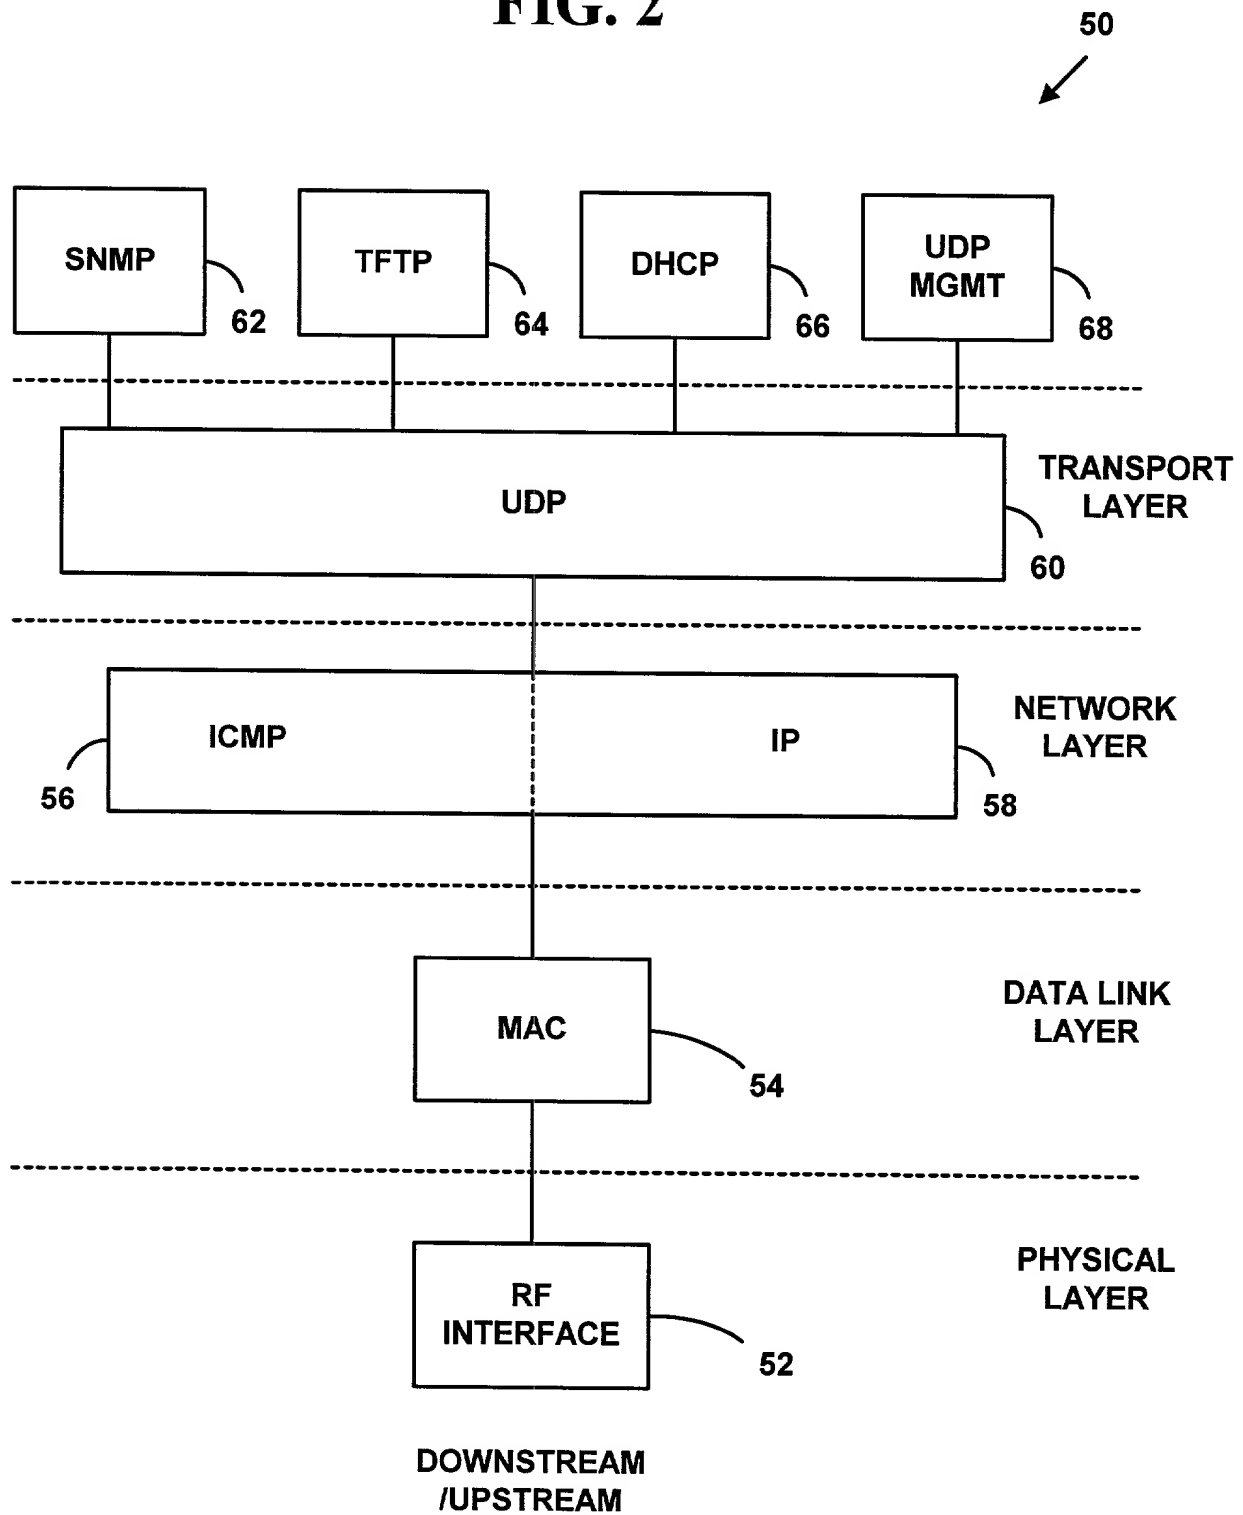 FIG. 2
50
SNMP
62
TFTP
64
DHCP
66
UDP
MGMT
68
UDP
60
TRANSPORT
LAYER
ICMP
56
IP
58
NETWORK
LAYER
MAC
54
DATA LINK
LAYER
RF
INTERFACE
52
PHYSICAL
LAYER
DOWNSTREAM
/UPSTREAM